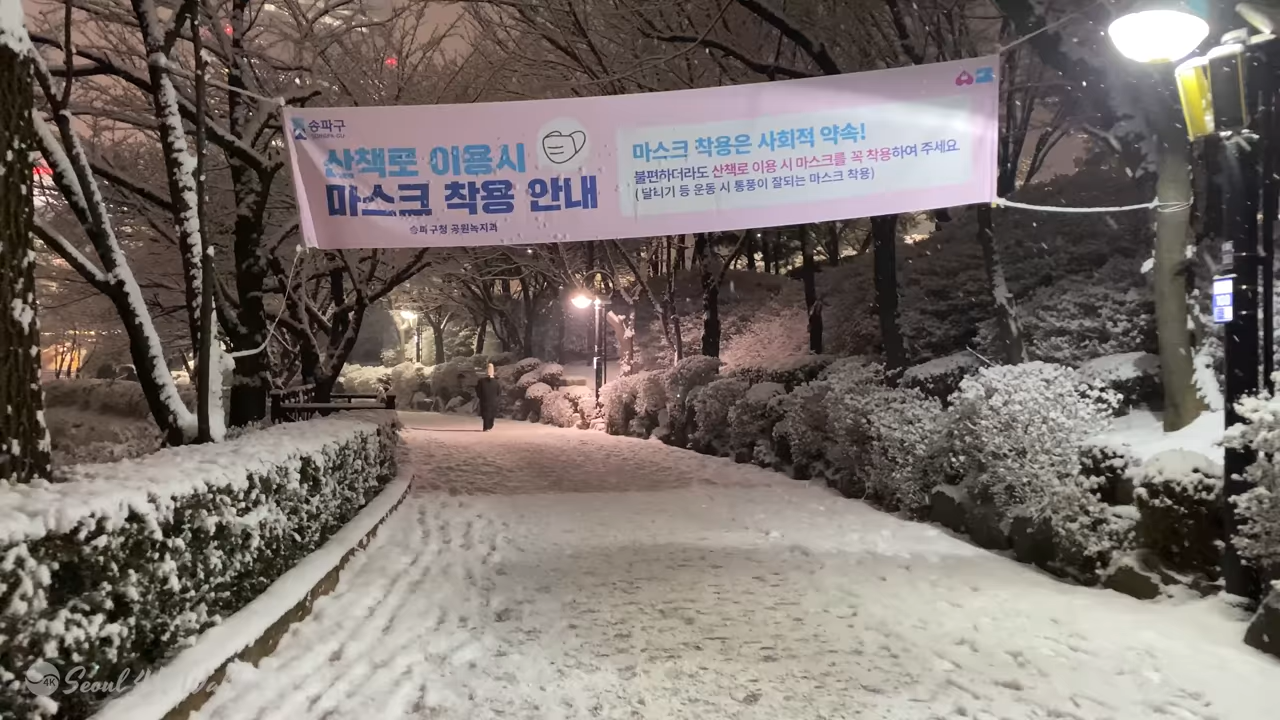 송파구
SONGPA-GU
산책로 이용시
마스크 착용 안내
송파구청 공원녹지과
마스크 착용은 사회적 약속!
불편하더라도 산책로 이용 시 마스크를 꼭 착용하여 주세요
( 달리기 등 운동 시 통풍이 잘되는 마스크 착용)
4K
Seoul